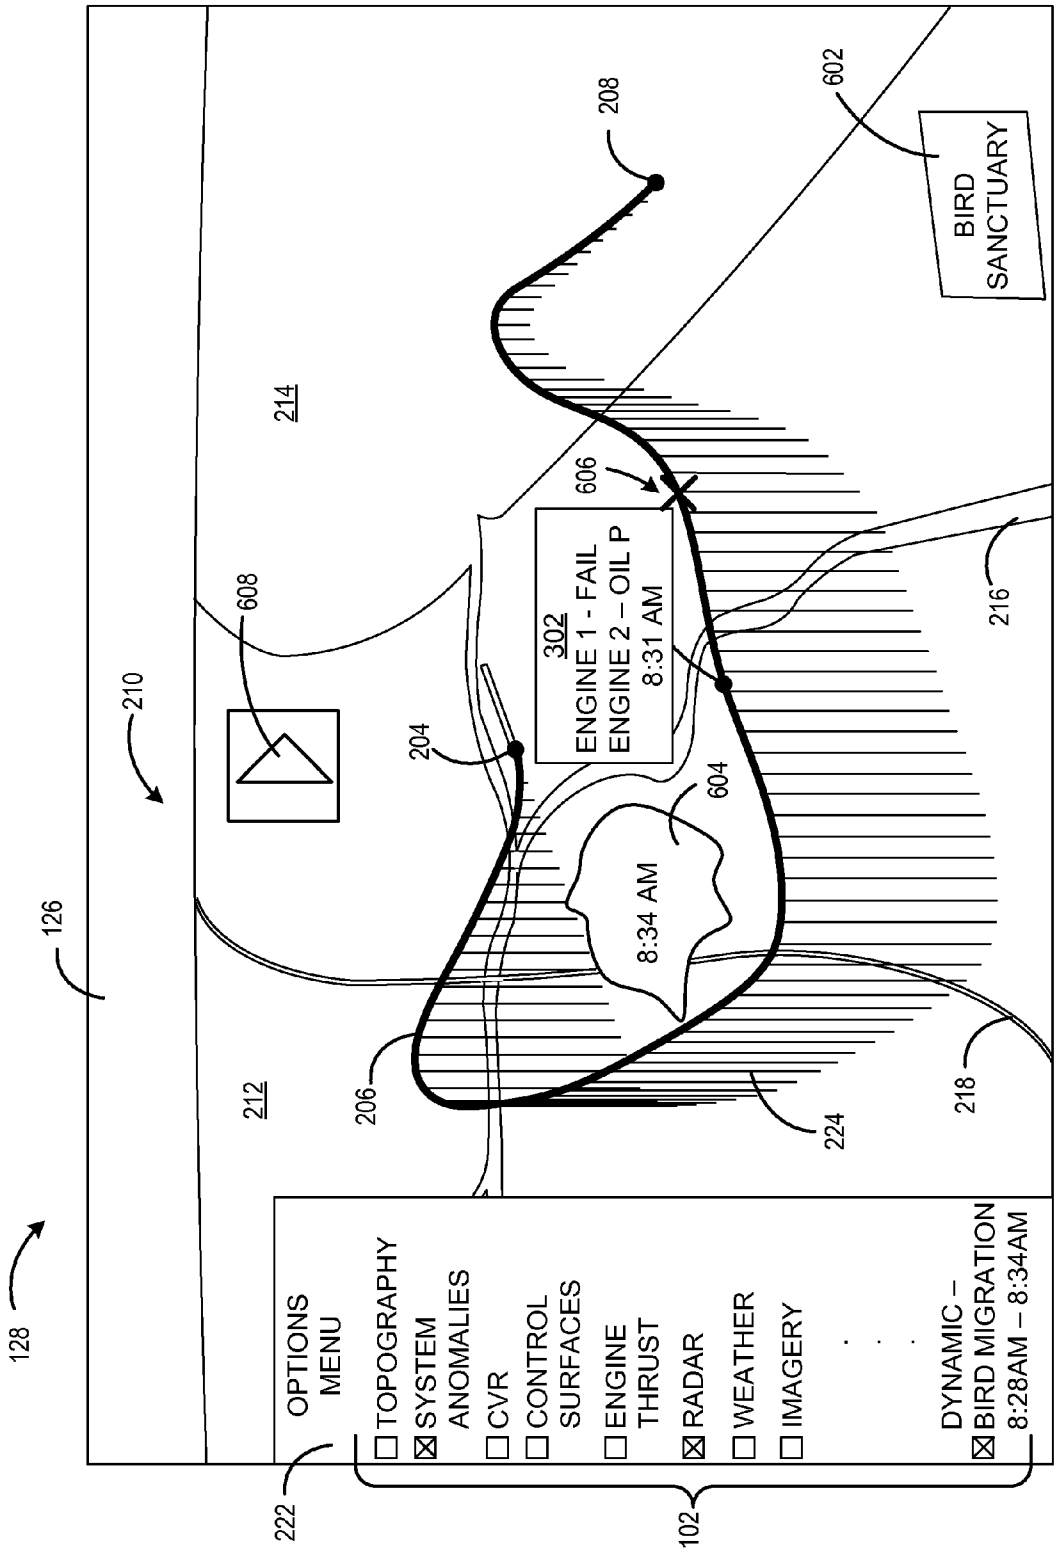 128
126
210
222
OPTIONS
MENU
TOPOGRAPHY
SYSTEM
ANOMALIES
CVR
CONTROL
SURFACES
ENGINE
THRUST
RADAR
WEATHER
IMAGERY
.
.
.
DYNAMIC –
BIRD MIGRATION
8:28AM – 8:34AM
102
212
608
214
206
204
302
ENGINE 1 - FAIL
ENGINE 2 – OIL P
8:31 AM
606
208
602
8:34 AM
604
224
218
216
BIRD
SANCTUARY